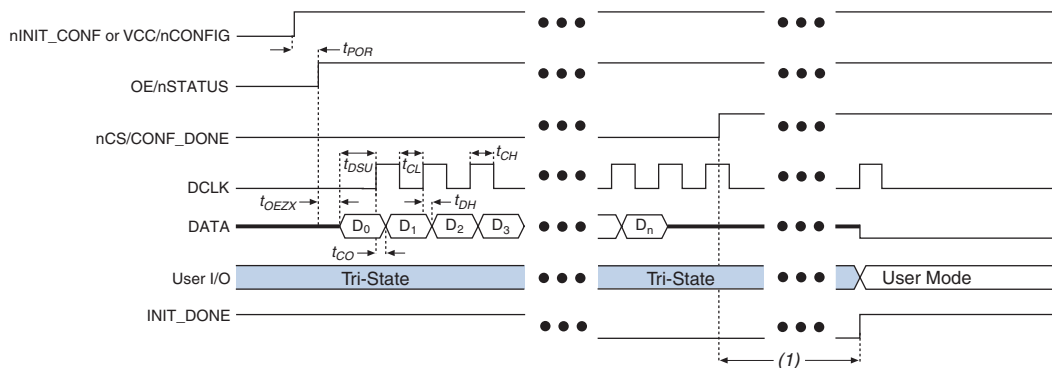 nINIT_CONF or VCC/nCONFIG
tPOR
OE/nSTATUS
nCS/CONF_DONE
tDSU tCL tCH
DCLK
tOEZX tDH
DATA D0 D1 D2 D3 Dn
tCO
User I/O Tri-State Tri-State User Mode
INIT_DONE
(1)